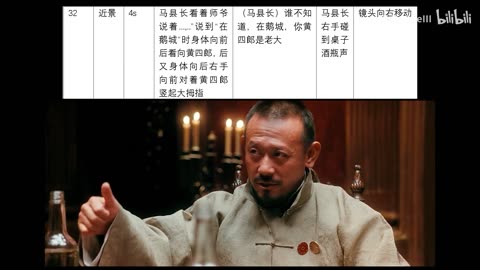 32
近景
4s
马县长看着师爷
说着......"说到"在
鹅城"时身体向前
后看向黄四郎，后
又身体向后右手
向前对着黄四郎
竖起大拇指
（马县长）谁不知
道，在鹅城，你黄
四郎是老大
马县长
右手碰
到桌子
酒瓶声
镜头向右移动
bilibili